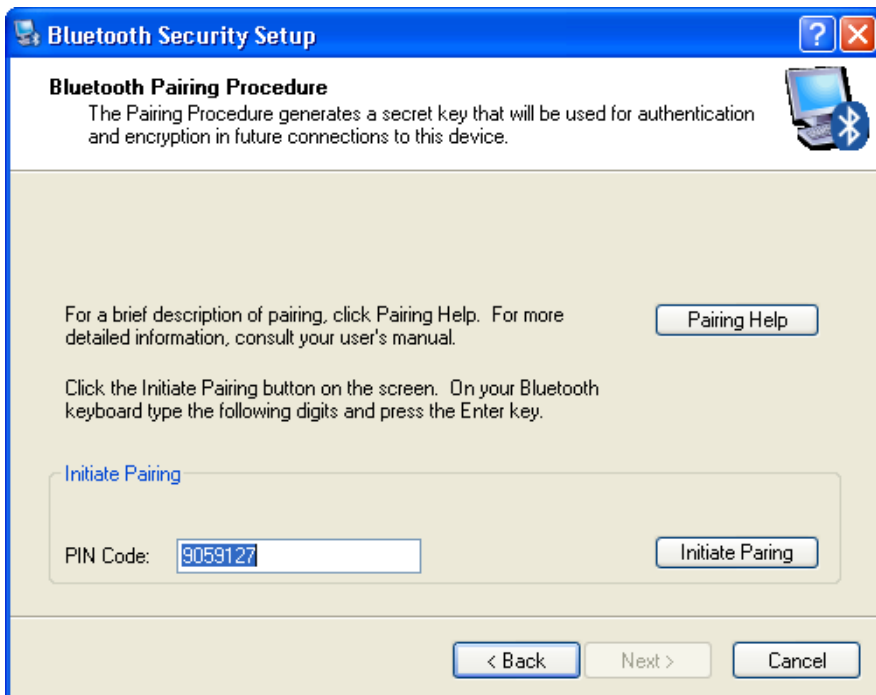 Bluetooth Security Setup
Bluetooth Pairing Procedure
The Pairing Procedure generates a secret key that will be used for authentication
and encryption in future connections to this device.
For a brief description of pairing, click Pairing Help. For more
detailed information, consult your user's manual.
Pairing Help
Click the Initiate Pairing button on the screen. On your Bluetooth
keyboard type the following digits and press the Enter key.
Initiate Pairing
PIN Code: 9059127
Initiate Paring
< Back Next > Cancel